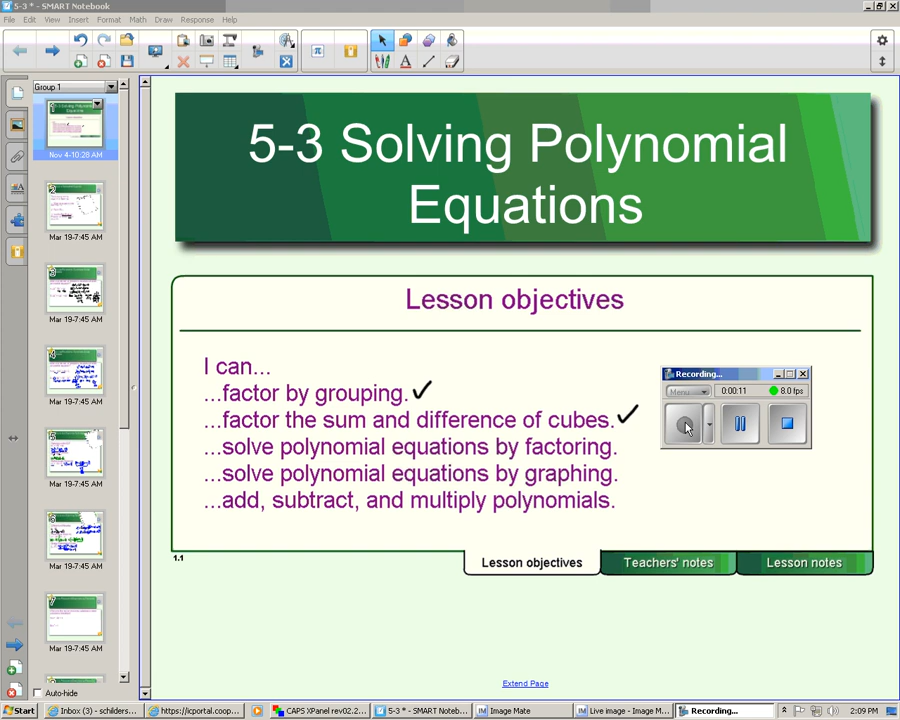 5-3 * - SMART Notebook
File Edit View Insert Format Math Draw Response Help
Group 1
Nov 4-10:28 AM
Mar 19-7:45 AM
Mar 19-7:45 AM
Mar 19-7:45 AM
Mar 19-7:45 AM
Mar 19-7:45 AM
Mar 19-7:45 AM
Auto-hide
5-3 Solving Polynomial
Equations
Lesson objectives
I can...
...factor by grouping.
...factor the sum and difference of cubes.
...solve polynomial equations by factoring.
...solve polynomial equations by graphing.
...add, subtract, and multiply polynomials.
Recording...
Menu 0:00:11 8.0 fps
1.1
Lesson objectives Teachers' notes Lesson notes
Extend Page
Start Inbox (3) - schilders... https://icportal.coop... CAPS XPanel rev02.2... 5-3 * - SMART Noteb... Image Mate Live image - Image M... Recording... 2:09 PM